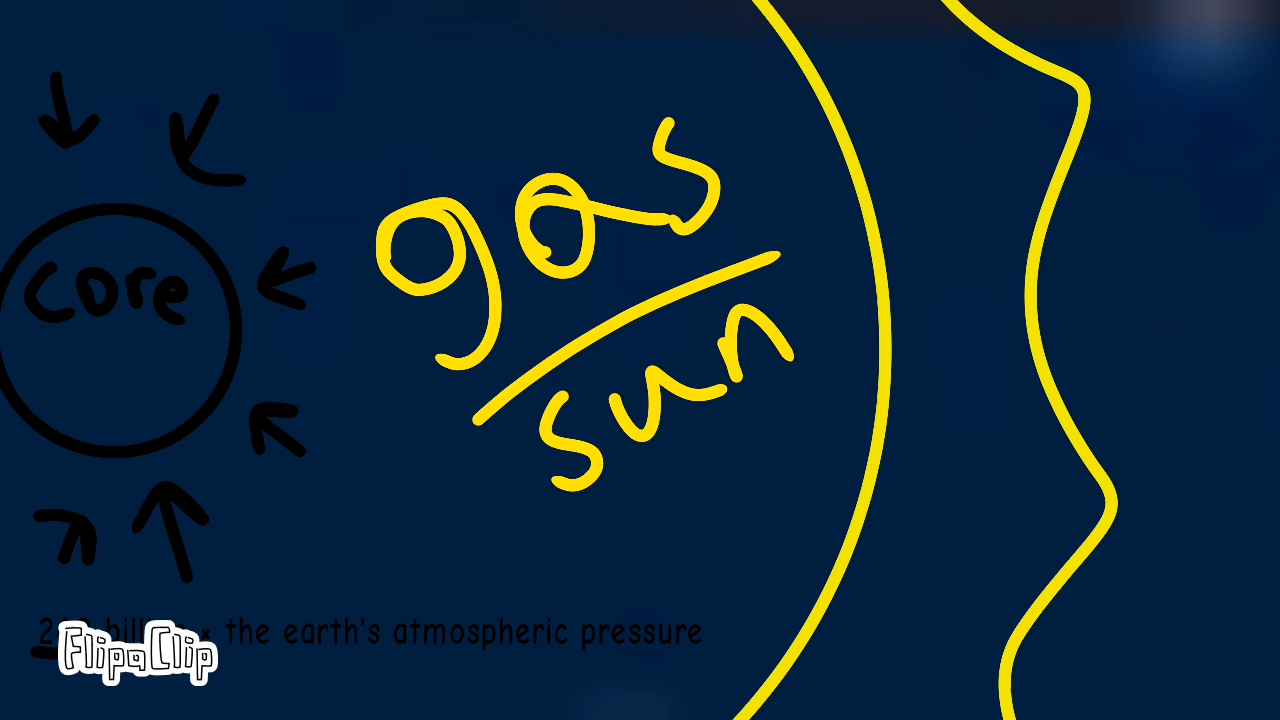 gas
core
sun
× the earth's atmospheric pressure
FlipaClip